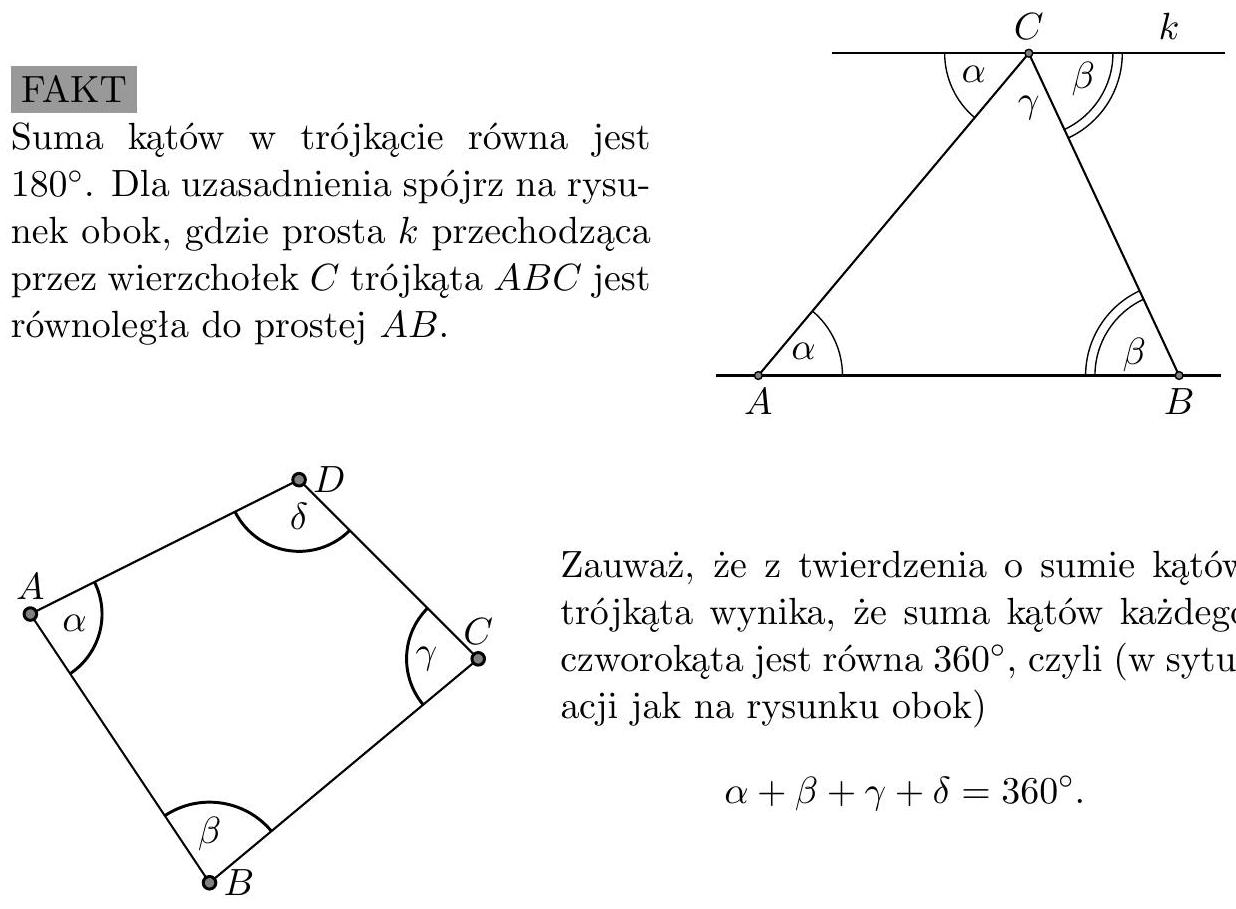 FAKT
Suma kątów w trójkącie równa jest
180°. Dla uzasadnienia spójrz na rysu-
nek obok, gdzie prosta k przechodząca
przez wierzchołek C trójkąta ABC jest
równoległa do prostej AB.
C k
α β
γ
α β
A B
D
δ
A
α
γ C
β
B
Zauważ, że z twierdzenia o sumie kątów
trójkąta wynika, że suma kątów każdego
czworokąta jest równa 360°, czyli (w sytu
acji jak na rysunku obok)
α + β + γ + δ = 360°.